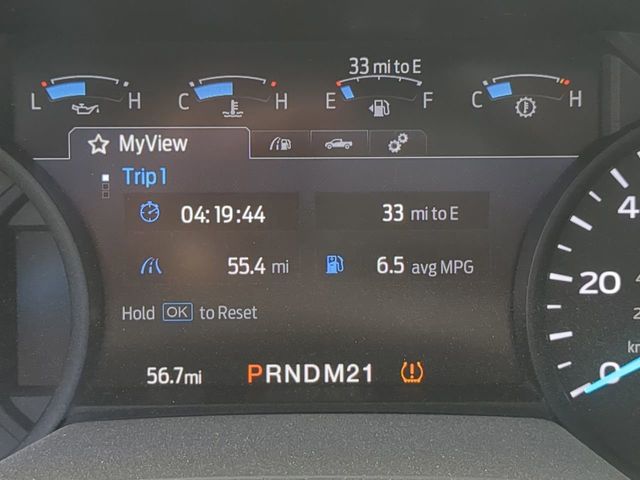 33 mi to E
L H C H E F C H
MyView
Trip 1
04:19:44 33 mi to E
55.4 mi 6.5 avg MPG
Hold OK to Reset
56.7mi PRNDM21
20
0